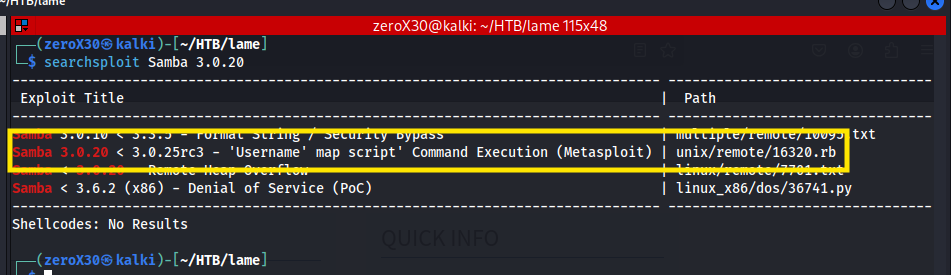 ~/HTB/lame
zeroX30@kalki: ~/HTB/lame 115x48
┌──(zeroX30㉿kalki)-[~/HTB/lame]
└─$ searchsploit Samba 3.0.20
Exploit Title | Path
Samba 3.0.10 < 3.3.5 - Format String / Security Bypass | multiple/remote/10095.txt
Samba 3.0.20 < 3.0.25rc3 - 'Username' map script' Command Execution (Metasploit) | unix/remote/16320.rb
Samba < 3.0.20 - Remote Heap Overflow | linux/remote/7701.txt
Samba < 3.6.2 (x86) - Denial of Service (PoC) | linux_x86/dos/36741.py
Shellcodes: No Results
QUICK INFO
┌──(zeroX30㉿kalki)-[~/HTB/lame]
└─$